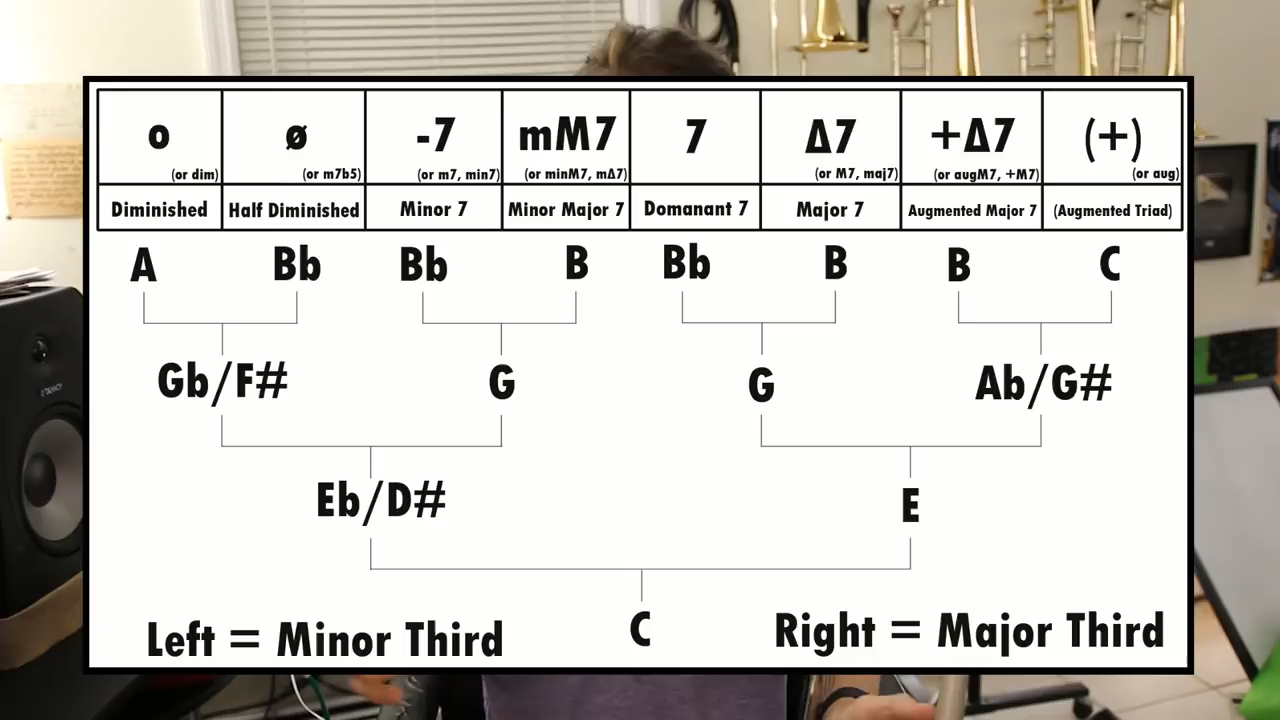 o ø -7 mM7 7 Δ7 +Δ7 (+)
(or dim) (or m7b5) (or m7, min7) (or minM7, mΔ7) (or M7, maj7) (or augM7, +M7) (or aug)
Diminished Half Diminished Minor 7 Minor Major 7 Domanant 7 Major 7 Augmented Major 7 (Augmented Triad)
A Bb Bb B Bb B B C
Gb/F# G G Ab/G#
Eb/D# E
C
Left = Minor Third Right = Major Third
TANNOY